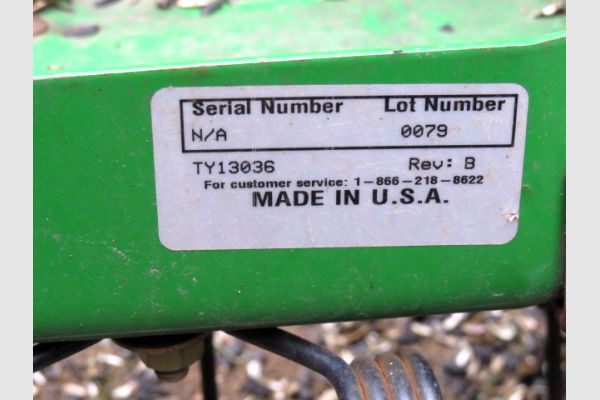 Serial Number Lot Number
N/A 0079
TY13036 Rev: B
For customer service: 1-866-218-8622
MADE IN U.S.A.